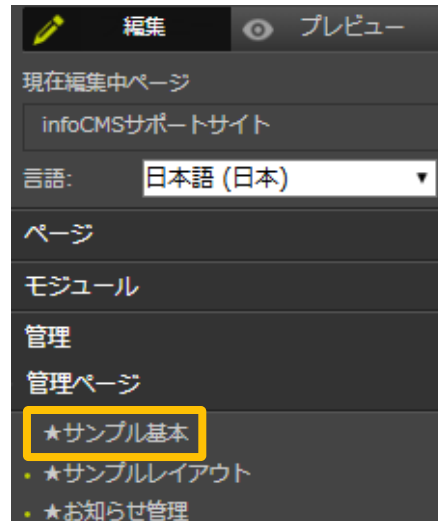 編集 プレビュー
現在編集中ページ
infoCMSサポートサイト
言語: 日本語 (日本)
ページ
モジュール
管理
管理ページ
★サンプル基本
★サンプルレイアウト
★お知らせ管理